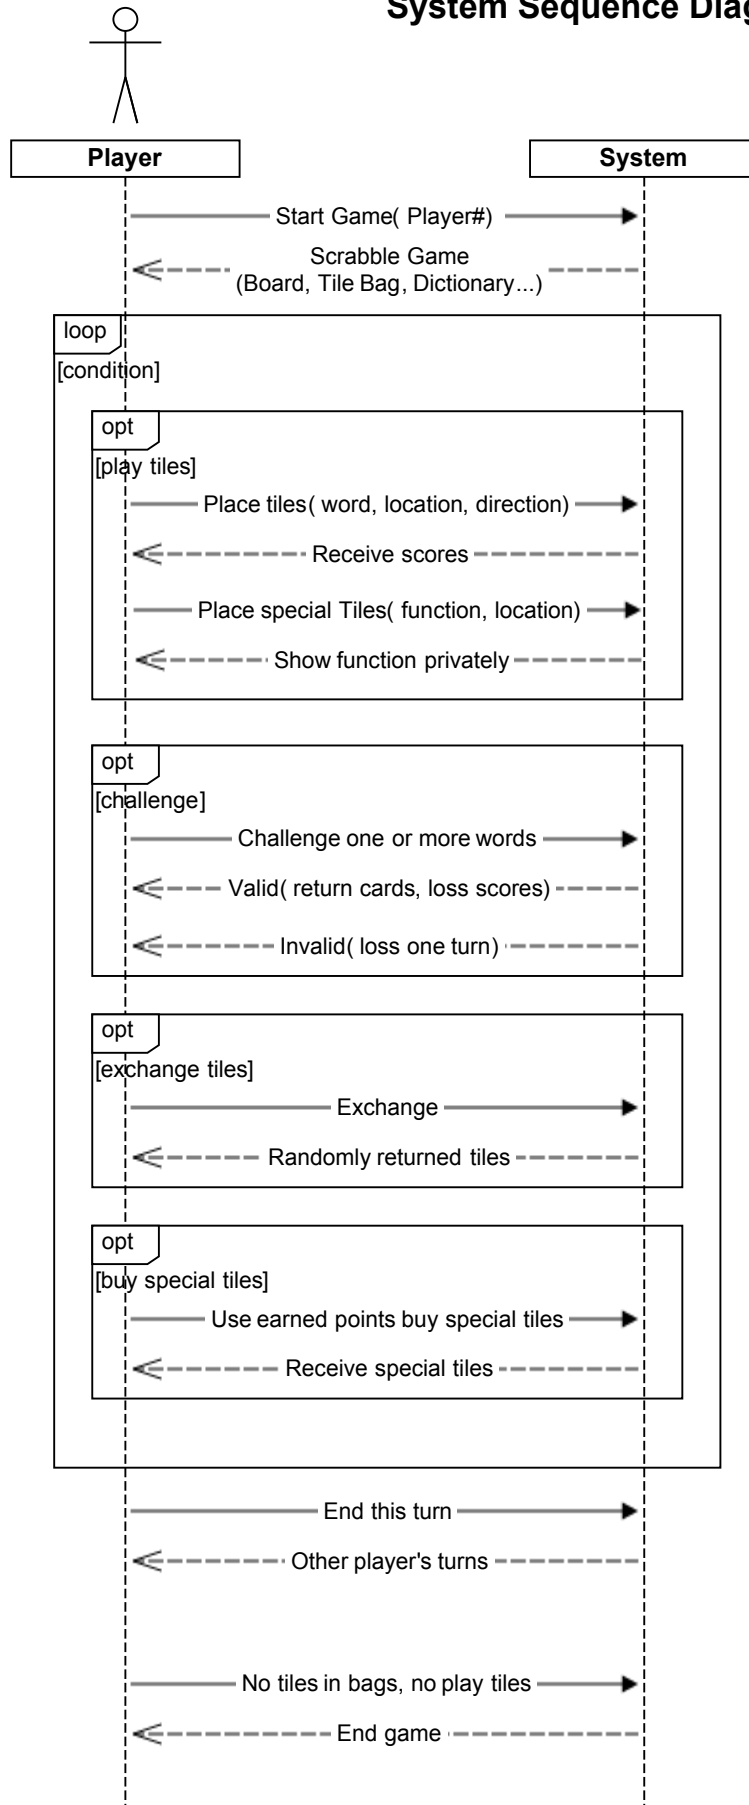 System Sequence Diag
Player
System
Start Game( Player#)
Scrabble Game
(Board, Tile Bag, Dictionary...)
loop
[condition]
opt
[play tiles]
Place tiles( word, location, direction)
Receive scores
Place special Tiles( function, location)
Show function privately
opt
[challenge]
Challenge one or more words
Valid( return cards, loss scores)
Invalid( loss one turn)
opt
[exchange tiles]
Exchange
Randomly returned tiles
opt
[buy special tiles]
Use earned points buy special tiles
Receive special tiles
End this turn
Other player's turns
No tiles in bags, no play tiles
End game